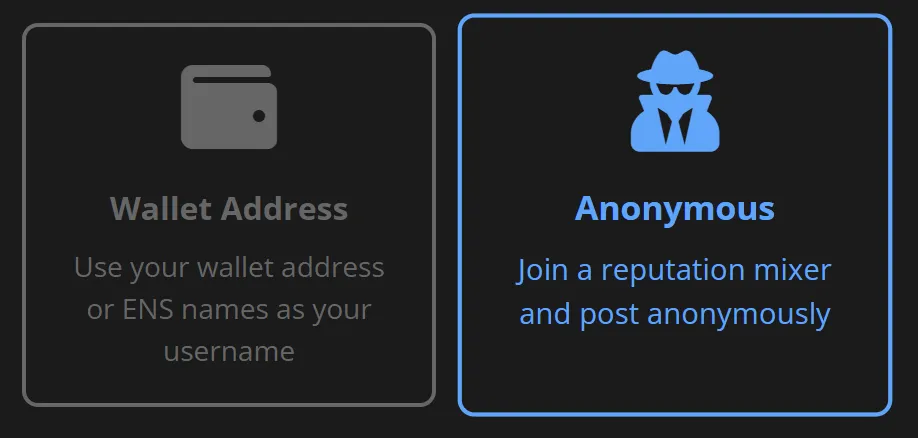 Wallet Address
Use your wallet address
or ENS names as your
username
Anonymous
Join a reputation mixer
and post anonymously